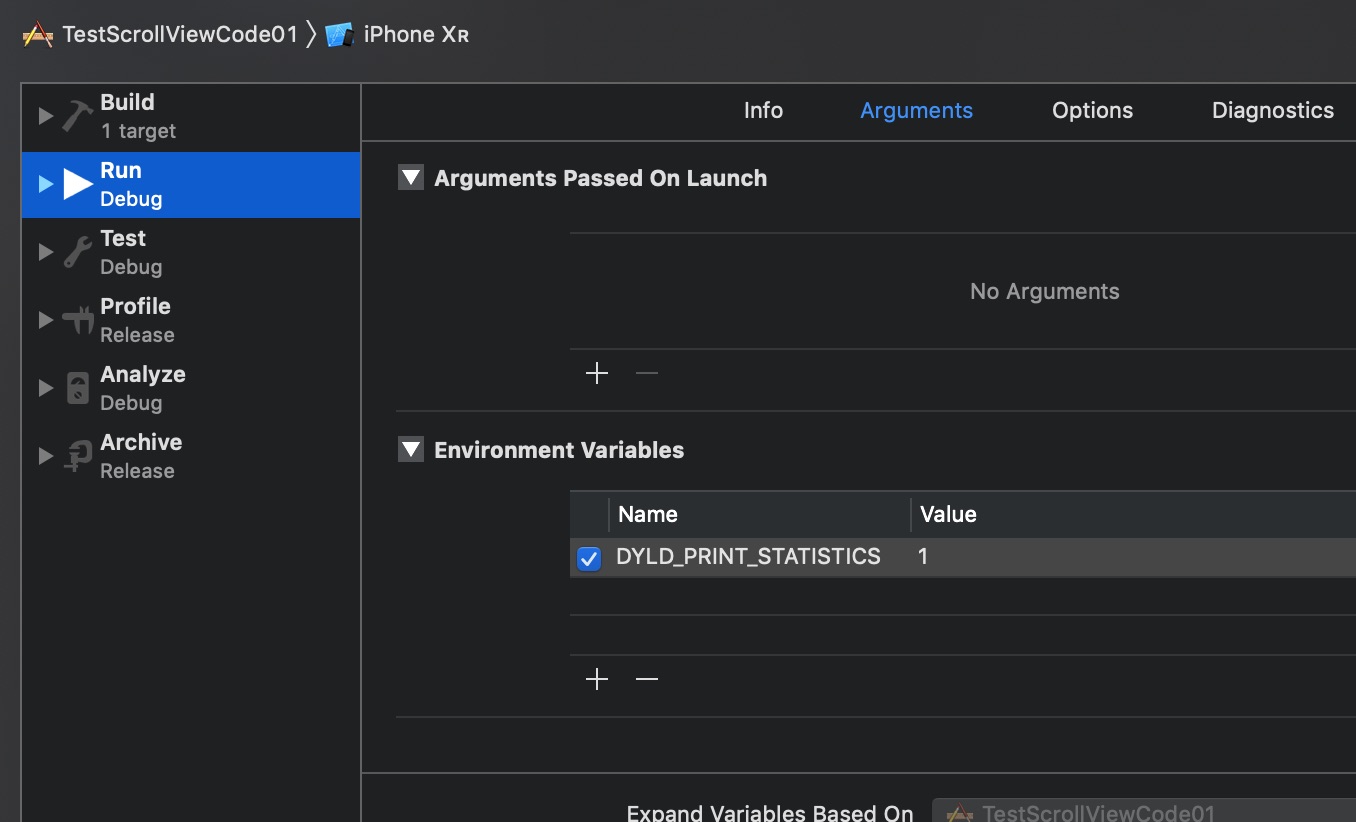 TestScrollViewCode01 iPhone XR
Build
1 target
Run
Debug
Test
Debug
Profile
Release
Analyze
Debug
Archive
Release
Info Arguments Options Diagnostics
Arguments Passed On Launch
No Arguments
Environment Variables
Name Value
DYLD_PRINT_STATISTICS 1
Expand Variables Based On TestScrollViewCode01